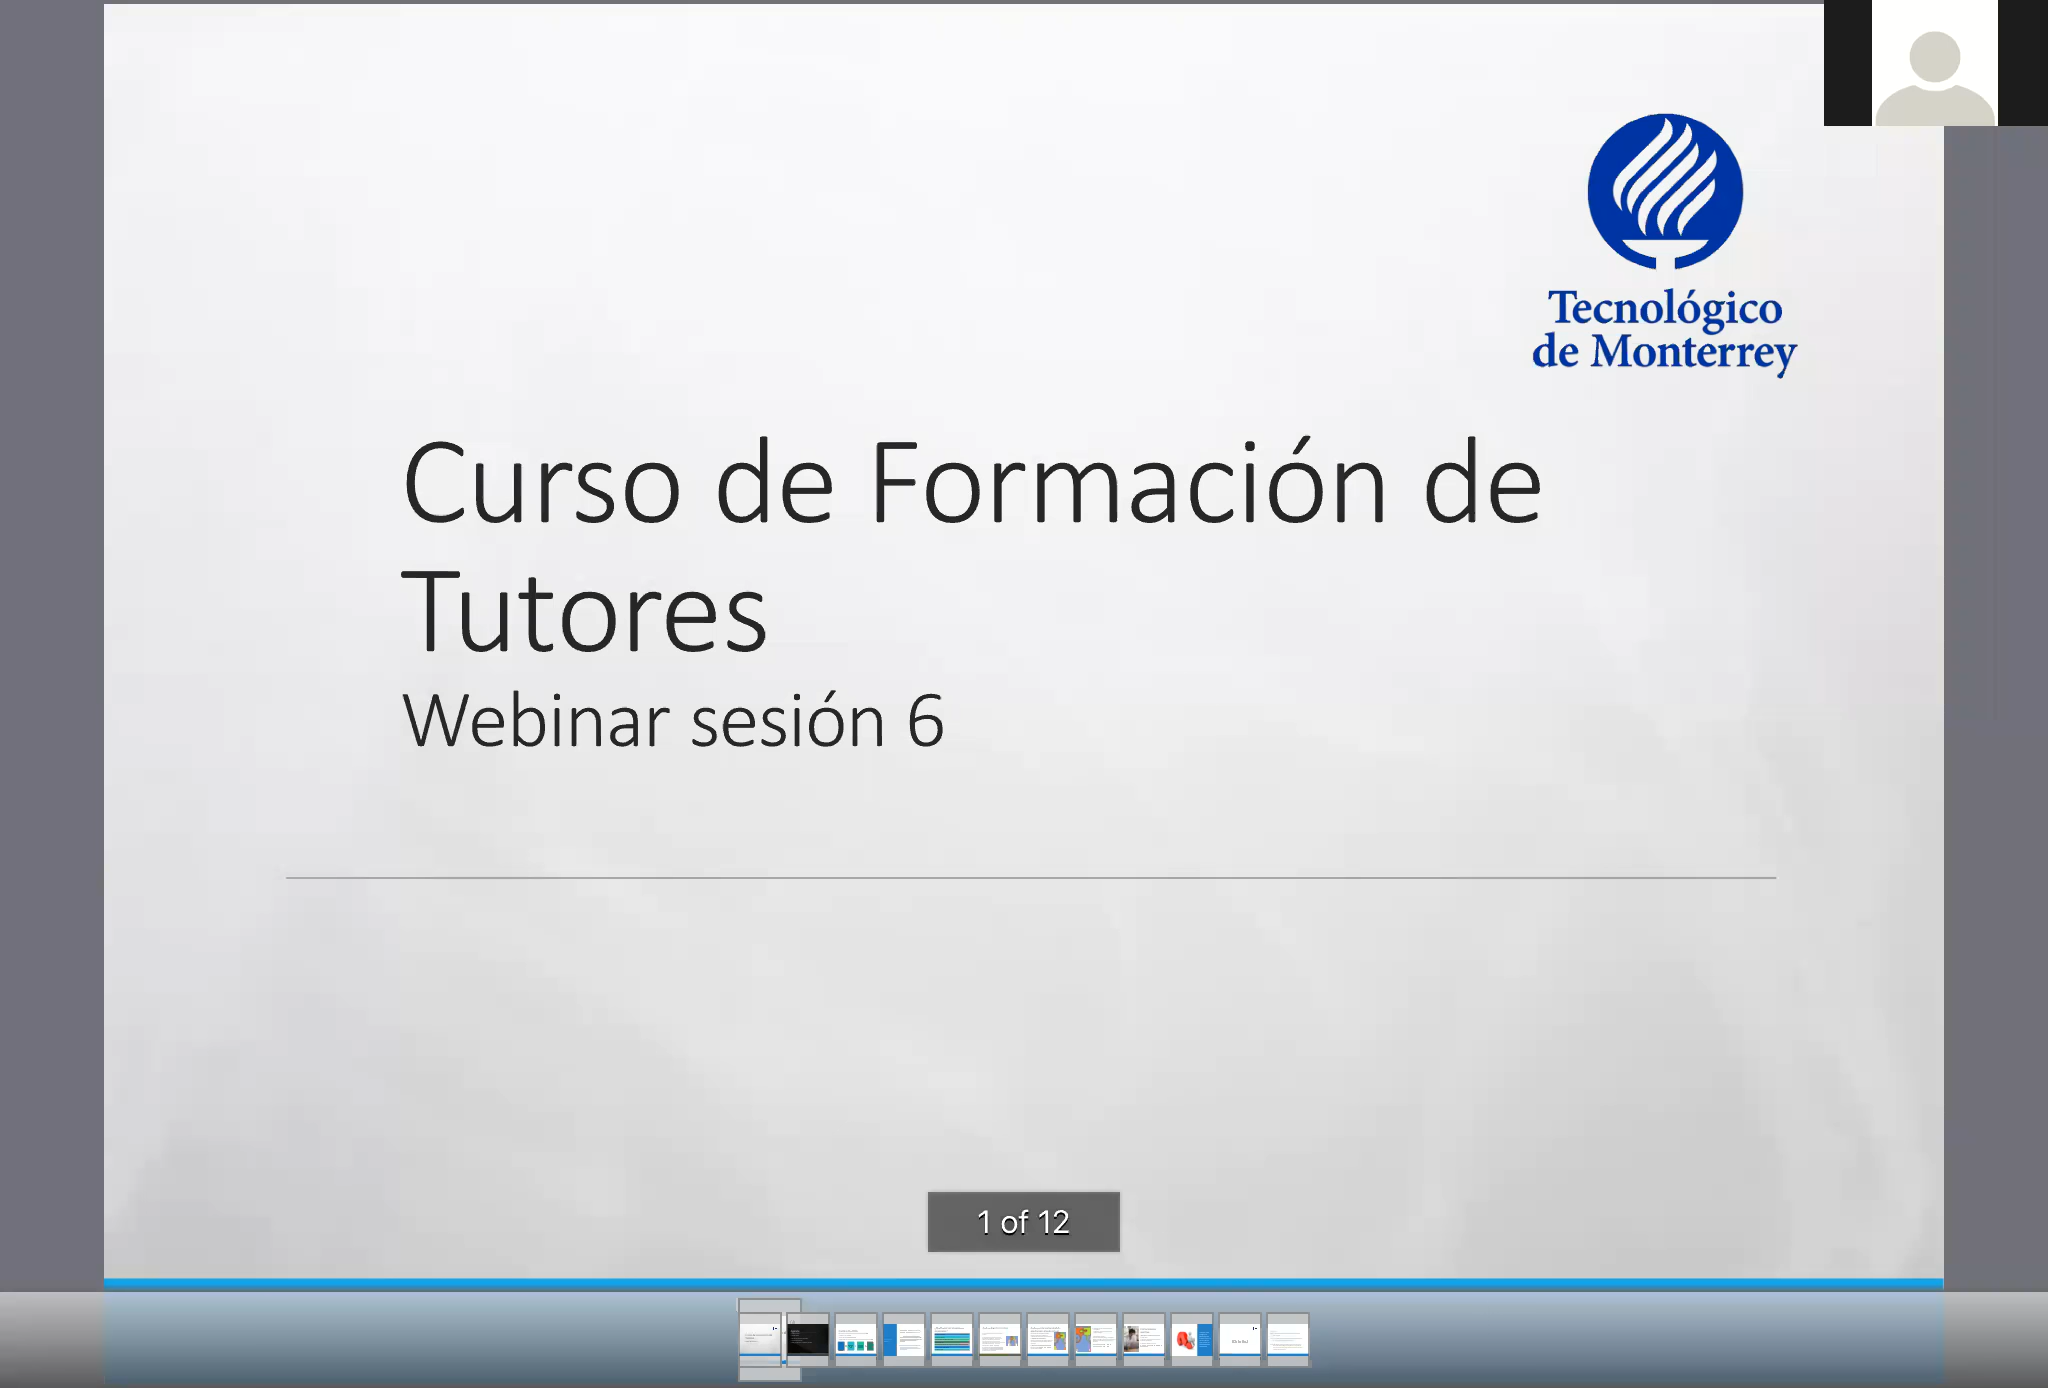 Tecnológico
de Monterrey
Curso de Formación de
Tutores
Webinar sesión 6
1 of 12